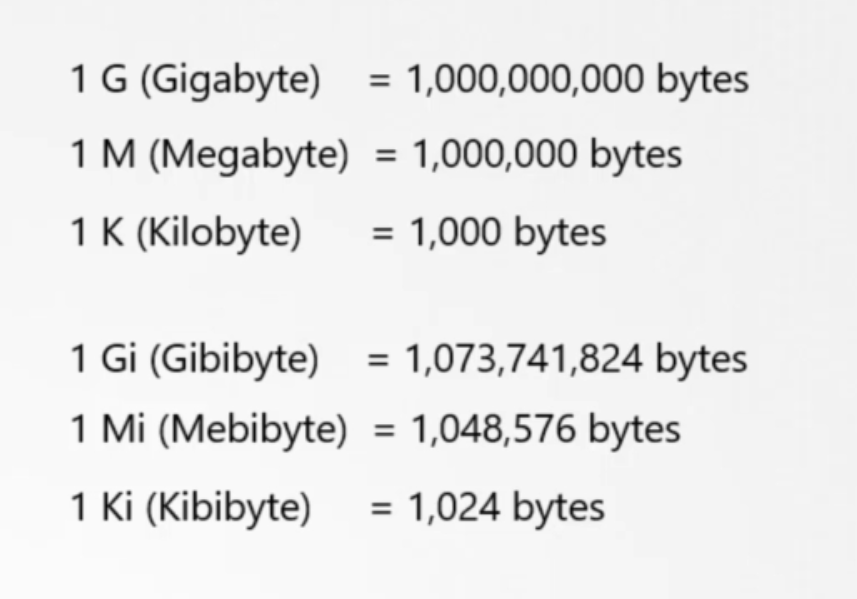 1 G (Gigabyte) = 1,000,000,000 bytes
1 M (Megabyte) = 1,000,000 bytes
1 K (Kilobyte) = 1,000 bytes
1 Gi (Gibibyte) = 1,073,741,824 bytes
1 Mi (Mebibyte) = 1,048,576 bytes
1 Ki (Kibibyte) = 1,024 bytes